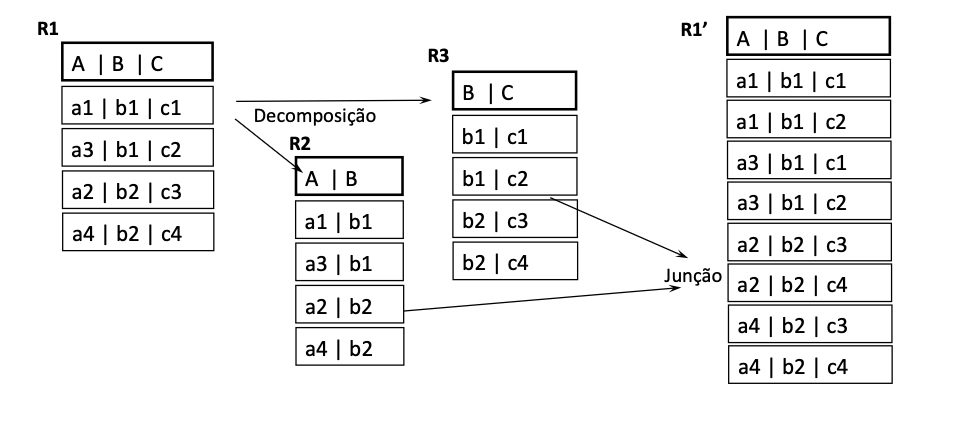 R1
A | B | C
a1 | b1 | c1
a3 | b1 | c2
a2 | b2 | c3
a4 | b2 | c4
Decomposição
R2
A | B
a1 | b1
a3 | b1
a2 | b2
a4 | b2
R3
B | C
b1 | c1
b1 | c2
b2 | c3
b2 | c4
Junção
R1’
A | B | C
a1 | b1 | c1
a1 | b1 | c2
a3 | b1 | c1
a3 | b1 | c2
a2 | b2 | c3
a2 | b2 | c4
a4 | b2 | c3
a4 | b2 | c4